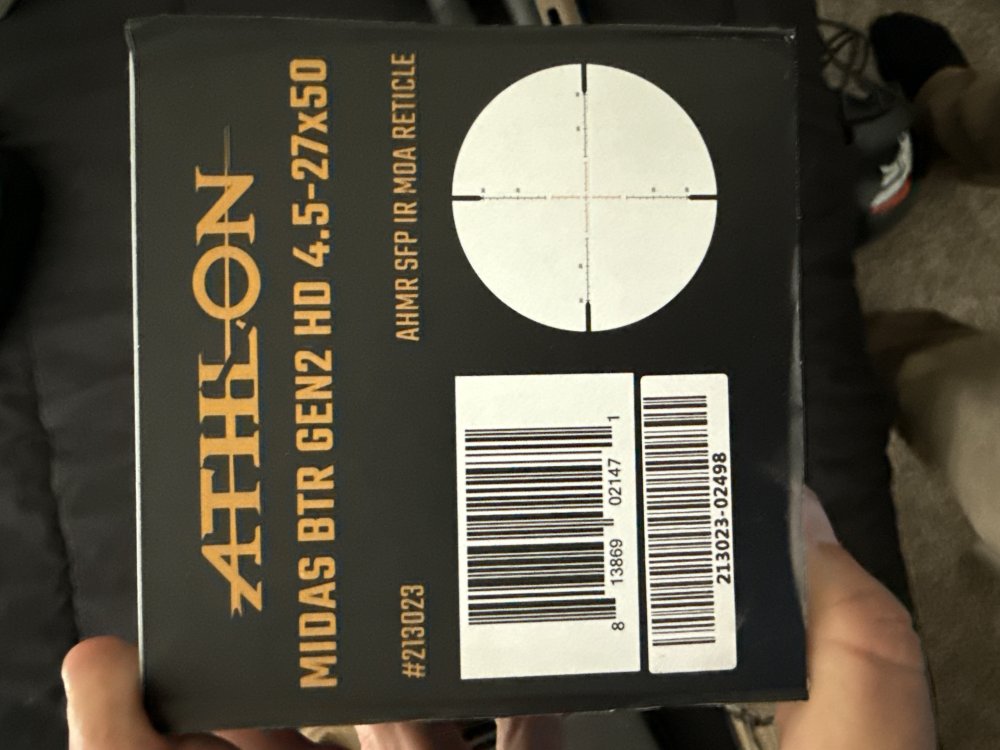 ATHLON
MIDAS BTR GEN2 HD 4.5-27x50
#213023
AHMR SFP IR MOA RETICLE
8 13869 02147 1
213023-02498